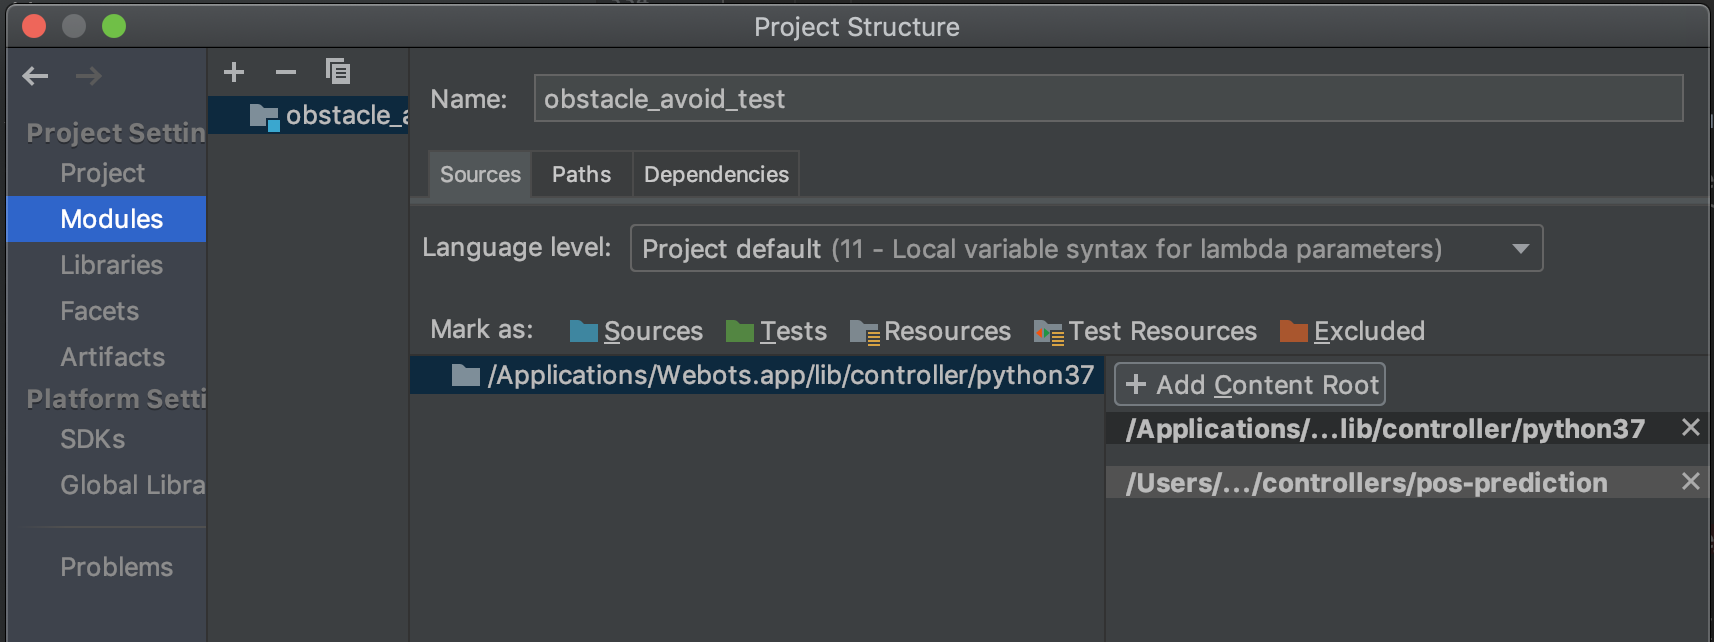 Project Structure
Project Settin
Project
Modules
Libraries
Facets
Artifacts
Platform Setti
SDKs
Global Libra
Problems
obstacle_a
Name: obstacle_avoid_test
Sources Paths Dependencies
Language level: Project default (11 - Local variable syntax for lambda parameters)
Mark as: Sources Tests Resources Test Resources Excluded
/Applications/Webots.app/lib/controller/python37
+ Add Content Root
/Applications/...lib/controller/python37
/Users/.../controllers/pos-prediction